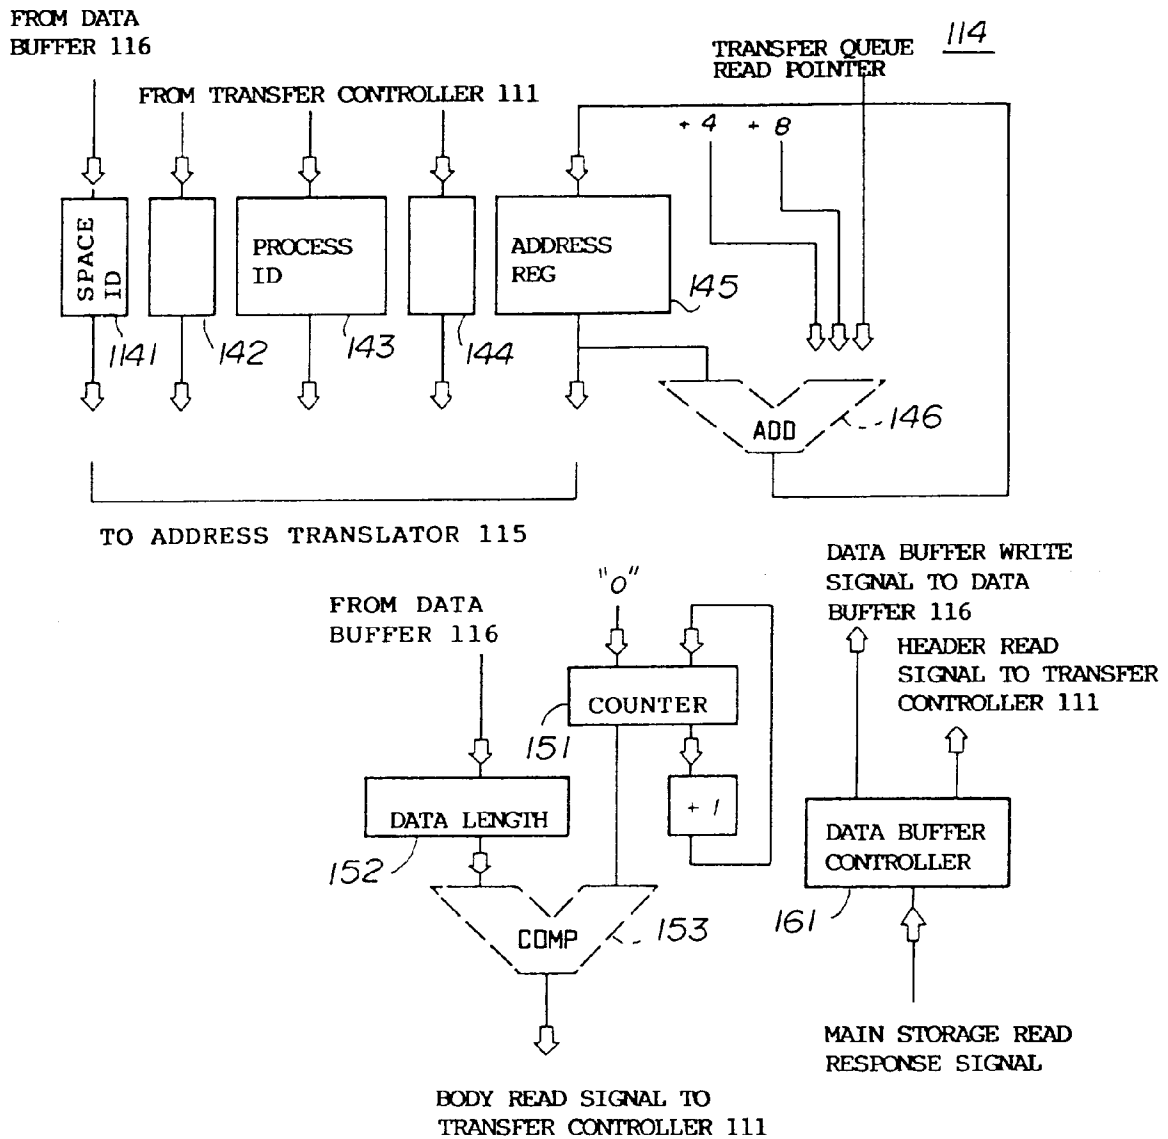 FROM DATA
BUFFER 116
TRANSFER QUEUE
READ POINTER
114
FROM TRANSFER CONTROLLER 111
+ 4
+ 8
SPACE
ID
PROCESS
ID
ADDRESS
REG
1141
142
143
144
145
ADD
146
TO ADDRESS TRANSLATOR 115
FROM DATA
BUFFER 116
"0"
DATA BUFFER WRITE
SIGNAL TO DATA
BUFFER 116
HEADER READ
SIGNAL TO TRANSFER
CONTROLLER 111
COUNTER
151
DATA LENGTH
152
+ 1
DATA BUFFER
CONTROLLER
161
COMP
153
MAIN STORAGE READ
RESPONSE SIGNAL
BODY READ SIGNAL TO
TRANSFER CONTROLLER 111